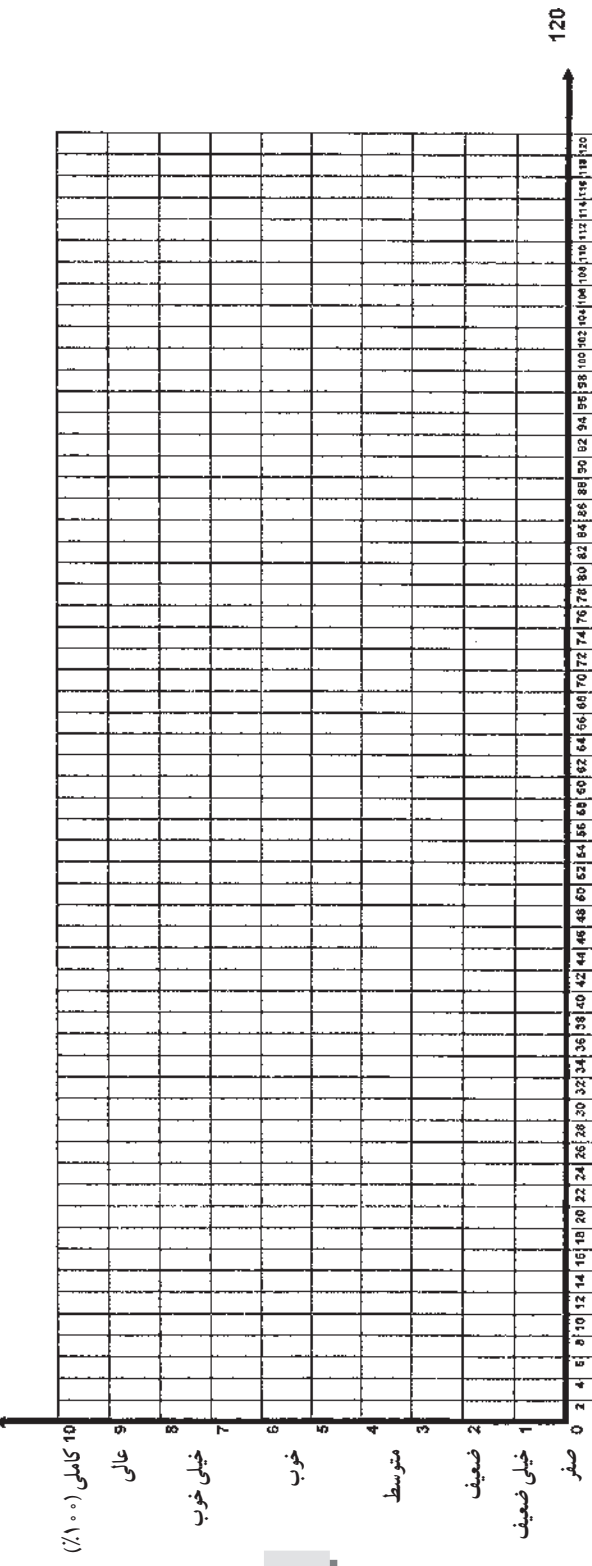 120
10 کاملی (۱۰۰٪)
9 عالی
8
خیلی خوب
7
6
خوب
5
4
متوسط
3
2 ضعیف
1 خیلی ضعیف
0 صفر
2 4 6 8 10 12 14 16 18 20 22 24 26 28 30 32 34 36 38 40 42 44 46 48 50 52 54 56 58 60 62 64 66 68 70 72 74 76 78 80 82 84 86 88 90 92 94 96 98 100 102 104 106 108 110 112 114 116 118 120